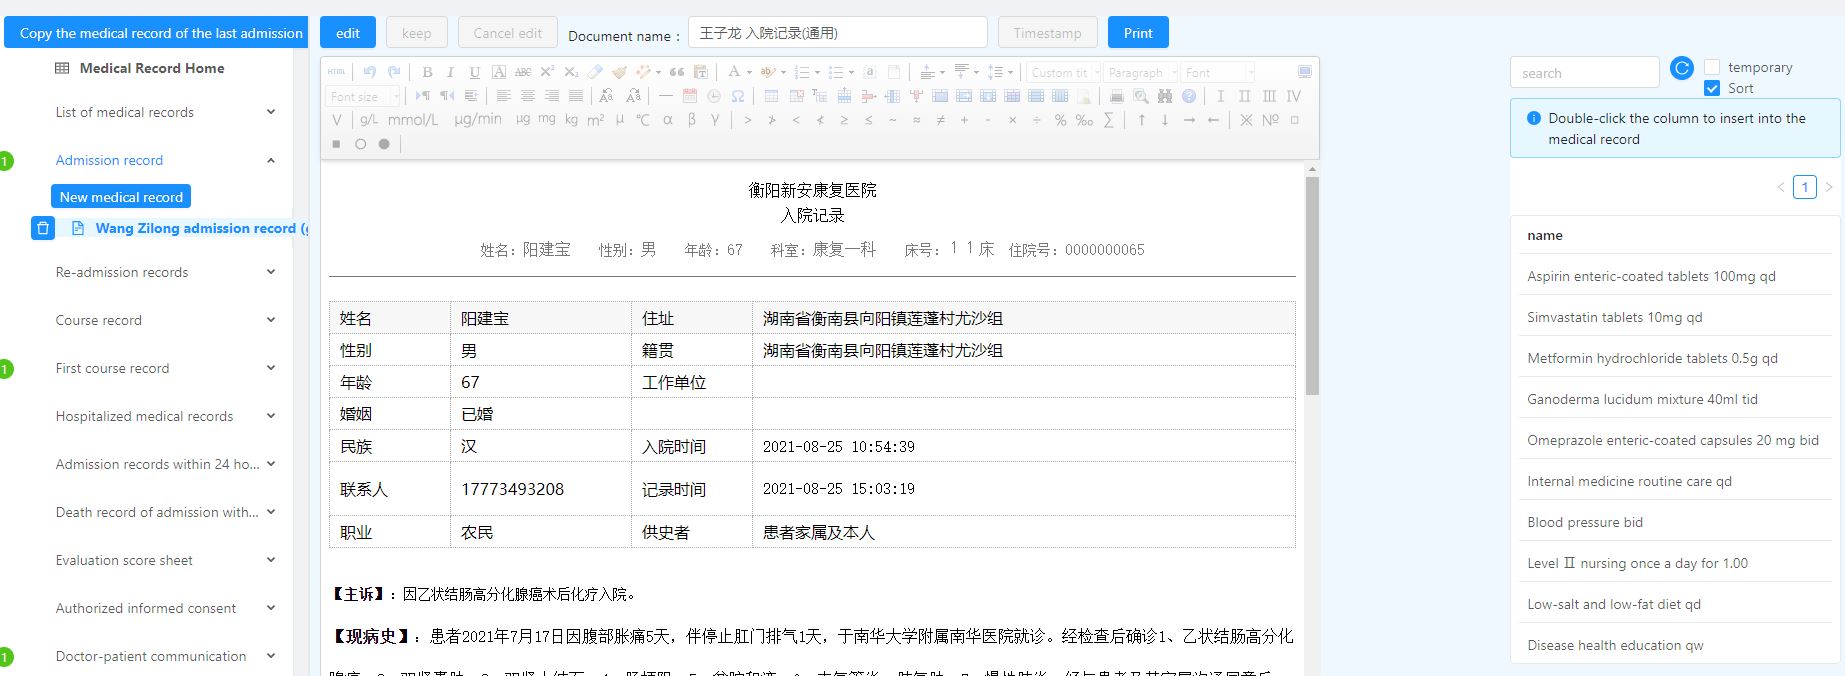 Copy the medical record of the last admission
edit
keep
Cancel edit
Document name：
王子龙 入院记录(通用)
Timestamp
Print
Medical Record Home
List of medical records
1
Admission record
New medical record
Wang Zilong admission record (
Re-admission records
Course record
1
First course record
Hospitalized medical records
Admission records within 24 ho...
Death record of admission with...
Evaluation score sheet
Authorized informed consent
1
Doctor-patient communication
HTML B I U A ABC X² X₂ A ab a Custom tit Paragraph Font
Font size Ω I Ⅱ Ⅲ Ⅳ
Ⅴ g/L mmol/L μg/min μg mg kg m² μ ℃ α β γ > ≯ < ≮ ≥ ≤ ~ ≈ ≠ + - × ÷ % ‰ ∑ ↑ ↓ → ← ※ № □
■ ○ ●
衡阳新安康复医院
入院记录
姓名：阳建宝 性别：男 年龄：67 科室：康复一科 床号：１１床 住院号：0000000065
姓名 阳建宝 住址 湖南省衡南县向阳镇莲蓬村尤沙组
性别 男 籍贯 湖南省衡南县向阳镇莲蓬村尤沙组
年龄 67 工作单位
婚姻 已婚
民族 汉 入院时间 2021-08-25 10:54:39
联系人 17773493208 记录时间 2021-08-25 15:03:19
职业 农民 供史者 患者家属及本人
【主诉】：因乙状结肠高分化腺癌术后化疗入院。
【现病史】：患者2021年7月17日因腹部胀痛5天，伴停止肛门排气1天，于南华大学附属南华医院就诊。经检查后确诊1、乙状结肠高分化
search
temporary
Sort
Double-click the column to insert into the
medical record
< 1 >
name
Aspirin enteric-coated tablets 100mg qd
Simvastatin tablets 10mg qd
Metformin hydrochloride tablets 0.5g qd
Ganoderma lucidum mixture 40ml tid
Omeprazole enteric-coated capsules 20 mg bid
Internal medicine routine care qd
Blood pressure bid
Level Ⅱ nursing once a day for 1.00
Low-salt and low-fat diet qd
Disease health education qw